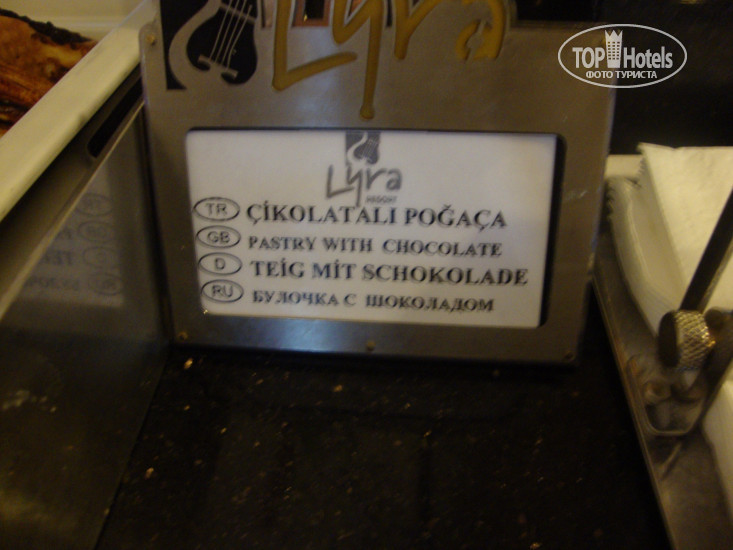 Lyra
TOP Hotels
ФОТО ТУРИСТА
Lyra
RESORT
TR ÇİKOLATALI POĞAÇA
GB PASTRY WITH CHOCOLATE
D TEİG MİT SCHOKOLADE
RU БУЛОЧКА С ШОКОЛАДОМ